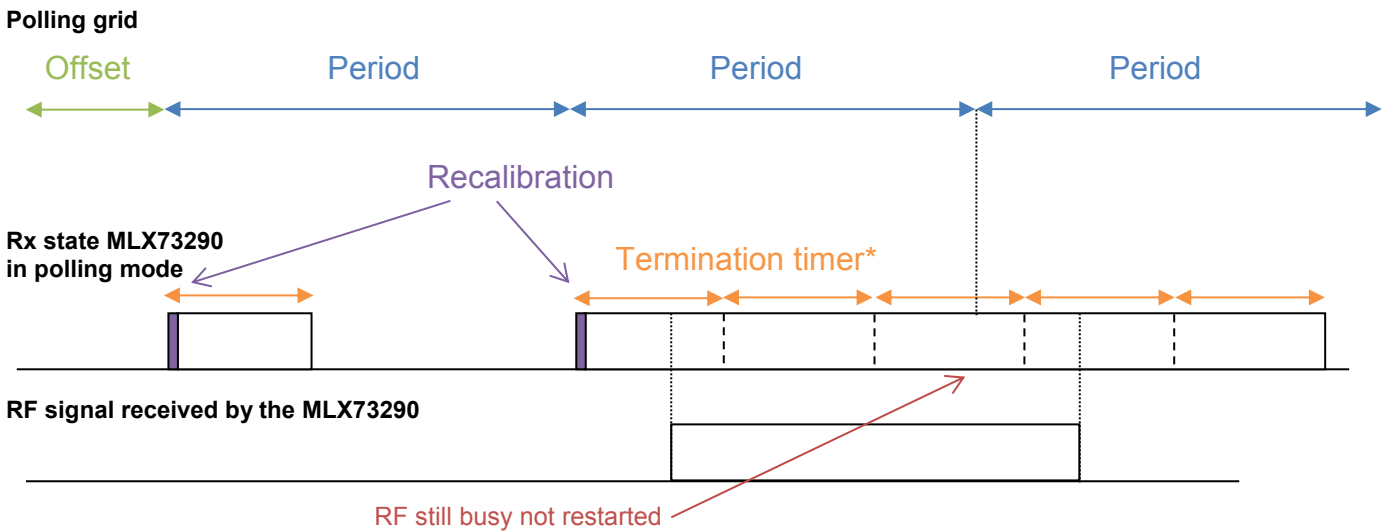 Polling grid
Offset
Period
Period
Period
Recalibration
Rx state MLX73290
in polling mode
Termination timer*
RF signal received by the MLX73290
RF still busy not restarted